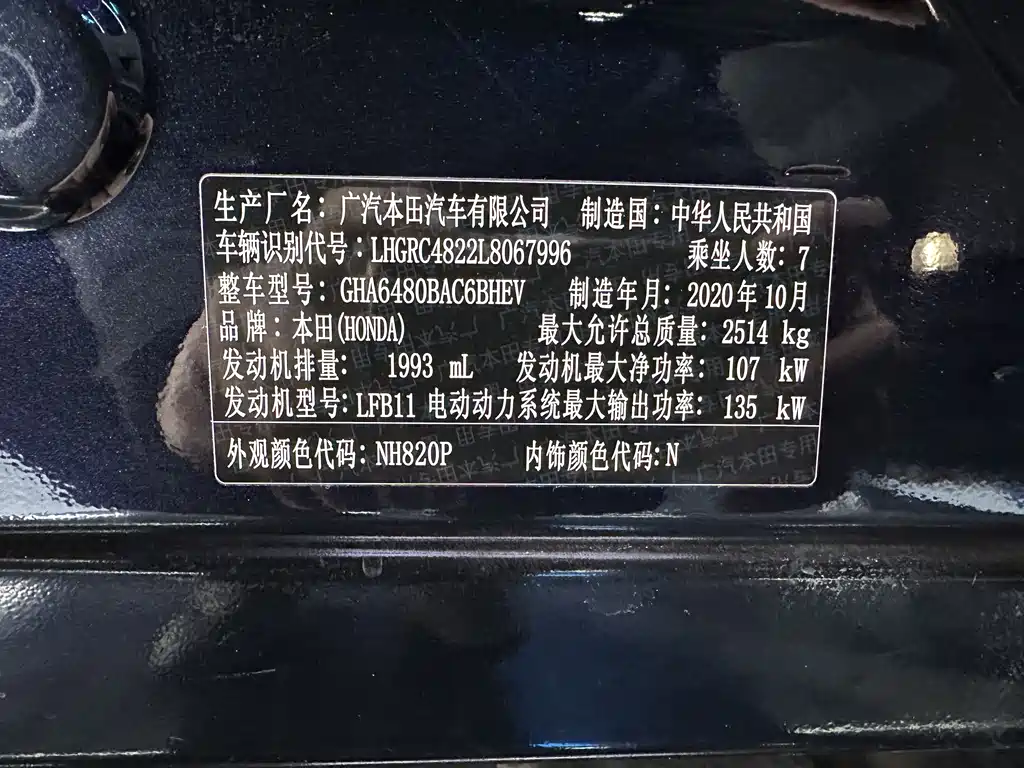 生产厂名：广汽本田汽车有限公司 制造国：中华人民共和国
车辆识别代号：LHGRC4822L8067996 乘坐人数：7
整车型号：GHA6480BAC6BHEV 制造年月：2020年10月
品牌：本田(HONDA) 最大允许总质量：2514 kg
发动机排量： 1993 mL 发动机最大净功率：107 kW
发动机型号：LFB11 电动动力系统最大输出功率：135 kW
外观颜色代码：NH820P 内饰颜色代码：N
广汽本田专用